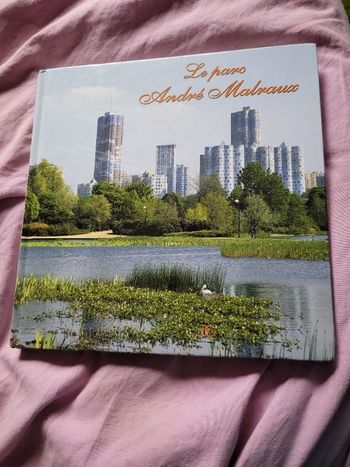 Le parc
André Malraux